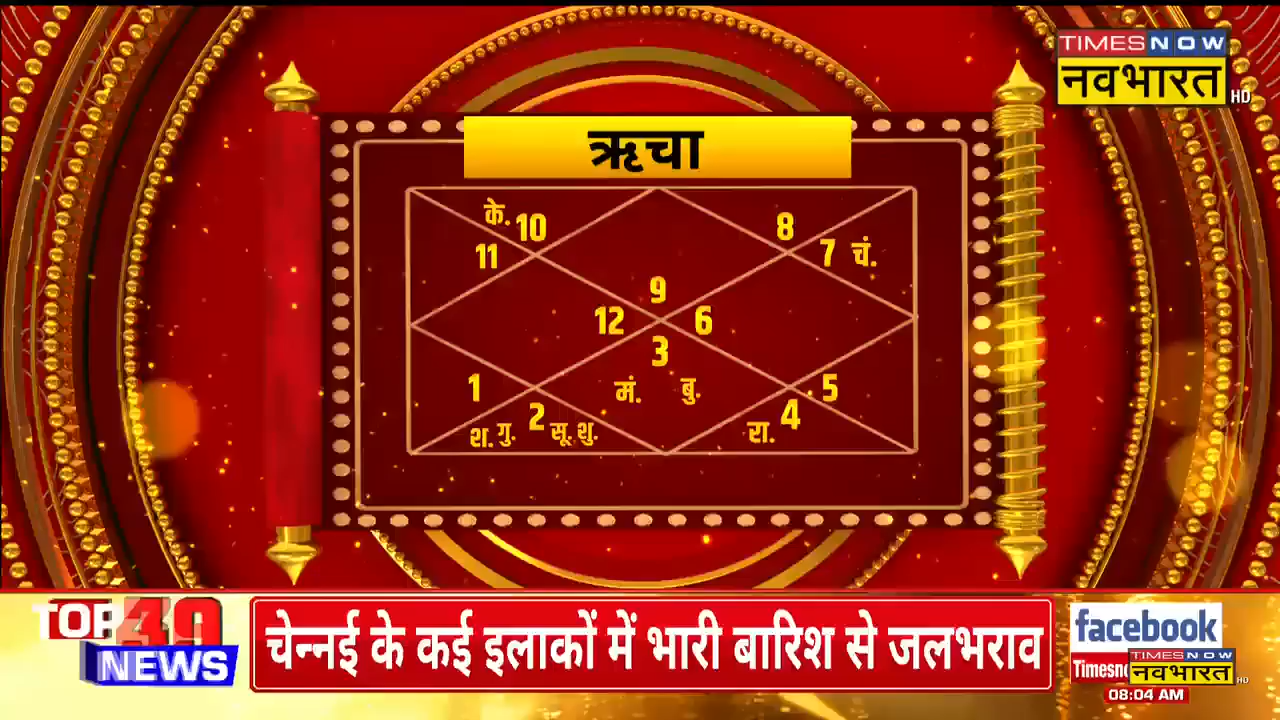 TIMES NOW
नवभारत HD
ऋचा
के. 10
11
8
7 चं.
9
12 6
3
मं. बु.
1
श. गु. 2 सू. शु.
5
रा. 4
TOP 40
NEWS
चेन्नई के कई इलाकों में भारी बारिश से जलभराव
facebook
TIMES NOW
नवभारत HD
08:04 AM